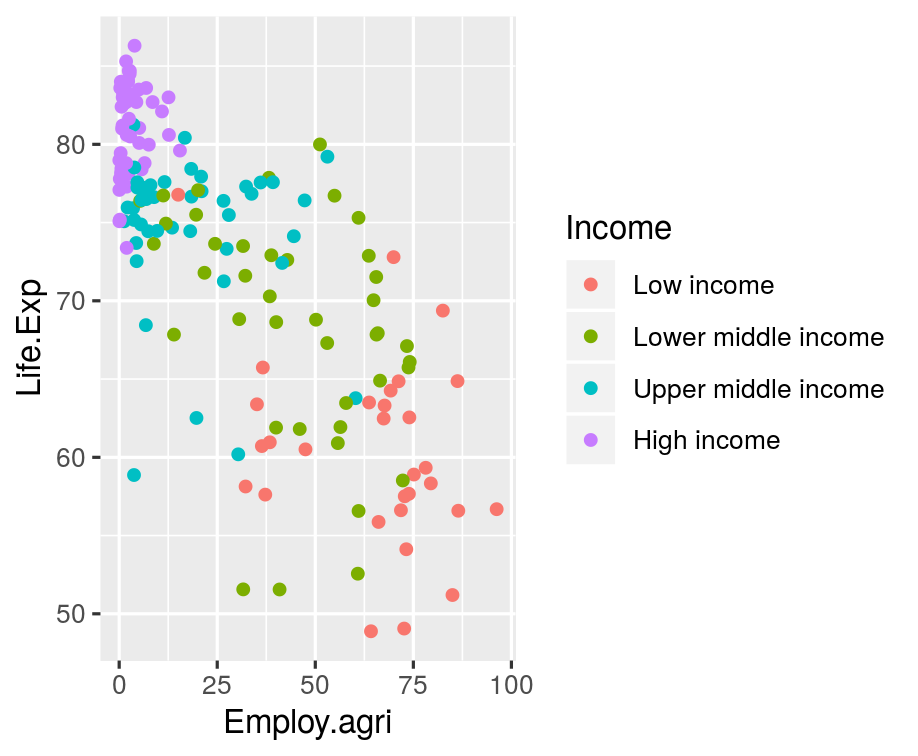 Life.Exp
80
70
60
50
0 25 50 75 100
Employ.agri
Income
Low income
Lower middle income
Upper middle income
High income